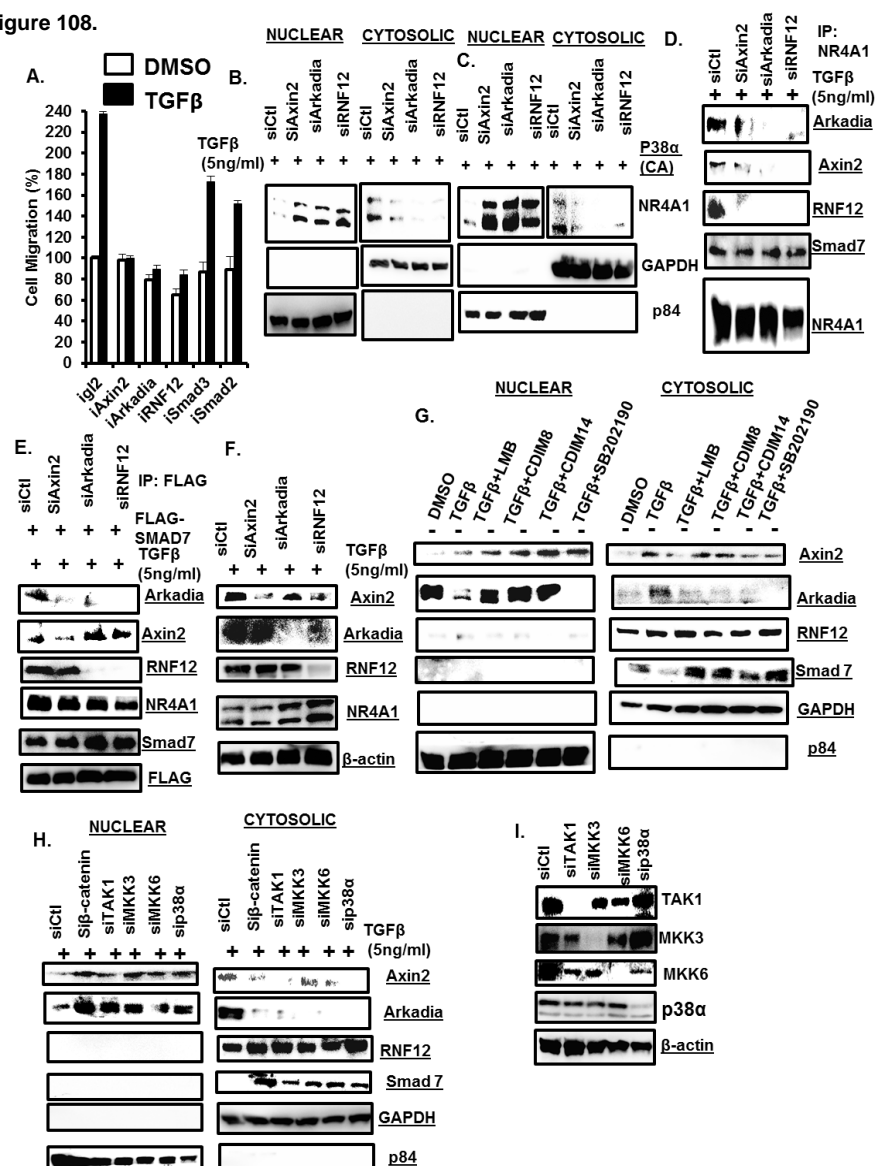 igure 108.
A.
DMSO
TGFβ
Cell Migration (%)
240
220
200
180
160
140
120
100
80
60
40
20
0
igl2
iAxin2
iArkadia
iRNF12
iSmad3
iSmad2
B.
NUCLEAR
CYTOSOLIC
siCtl
SiAxin2
siArkadia
siRNF12
siCtl
SiAxin2
siArkadia
siRNF12
TGFβ
(5ng/ml)
+ + + + + + + +
C.
NUCLEAR
CYTOSOLIC
siCtl
SiAxin2
siArkadia
siRNF12
siCtl
SiAxin2
siArkadia
siRNF12
P38α
(CA)
+ + + + + + + +
NR4A1
GAPDH
p84
D.
siCtl
SiAxin2
siArkadia
siRNF12
IP:
NR4A1
TGFβ
(5ng/ml)
+ + + +
Arkadia
Axin2
RNF12
Smad7
NR4A1
E.
siCtl
SiAxin2
siArkadia
siRNF12
IP: FLAG
+ + + +
FLAG-
SMAD7
+ + + +
TGFβ
(5ng/ml)
Arkadia
Axin2
RNF12
NR4A1
Smad7
FLAG
F.
siCtl
SiAxin2
siArkadia
siRNF12
+ + + +
TGFβ
(5ng/ml)
Axin2
Arkadia
RNF12
NR4A1
β-actin
G.
NUCLEAR
CYTOSOLIC
DMSO
TGFβ
TGFβ+LMB
TGFβ+CDIM8
TGFβ+CDIM14
TGFβ+SB202190
DMSO
TGFβ
TGFβ+LMB
TGFβ+CDIM8
TGFβ+CDIM14
TGFβ+SB202190
- - - - - - - - - - - -
Axin2
Arkadia
RNF12
Smad 7
GAPDH
p84
H.
NUCLEAR
CYTOSOLIC
siCtl
Siβ-catenin
siTAK1
siMKK3
siMKK6
sip38α
siCtl
Siβ-catenin
siTAK1
siMKK3
siMKK6
sip38α
+ + + + + + + + + + + +
TGFβ
(5ng/ml)
Axin2
Arkadia
RNF12
Smad 7
GAPDH
p84
I.
siCtl
siTAK1
siMKK3
siMKK6
sip38α
TAK1
MKK3
MKK6
p38α
β-actin